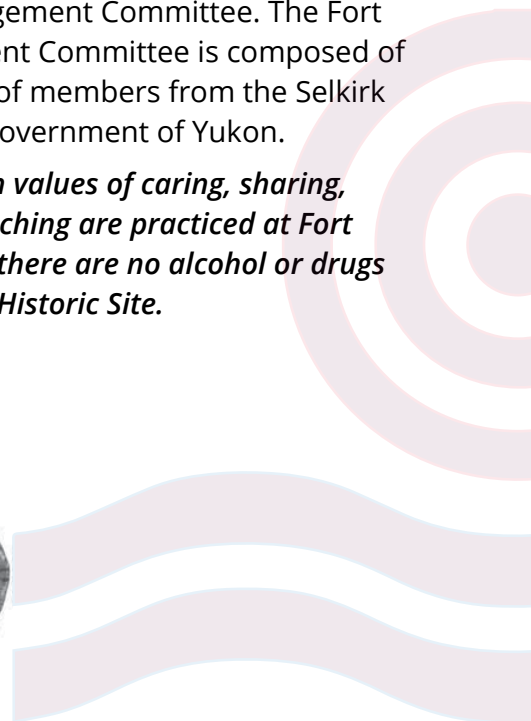 gement Committee. The Fort
ent Committee is composed of
of members from the Selkirk
overnment of Yukon.
n values of caring, sharing,
ching are practiced at Fort
there are no alcohol or drugs
Historic Site.